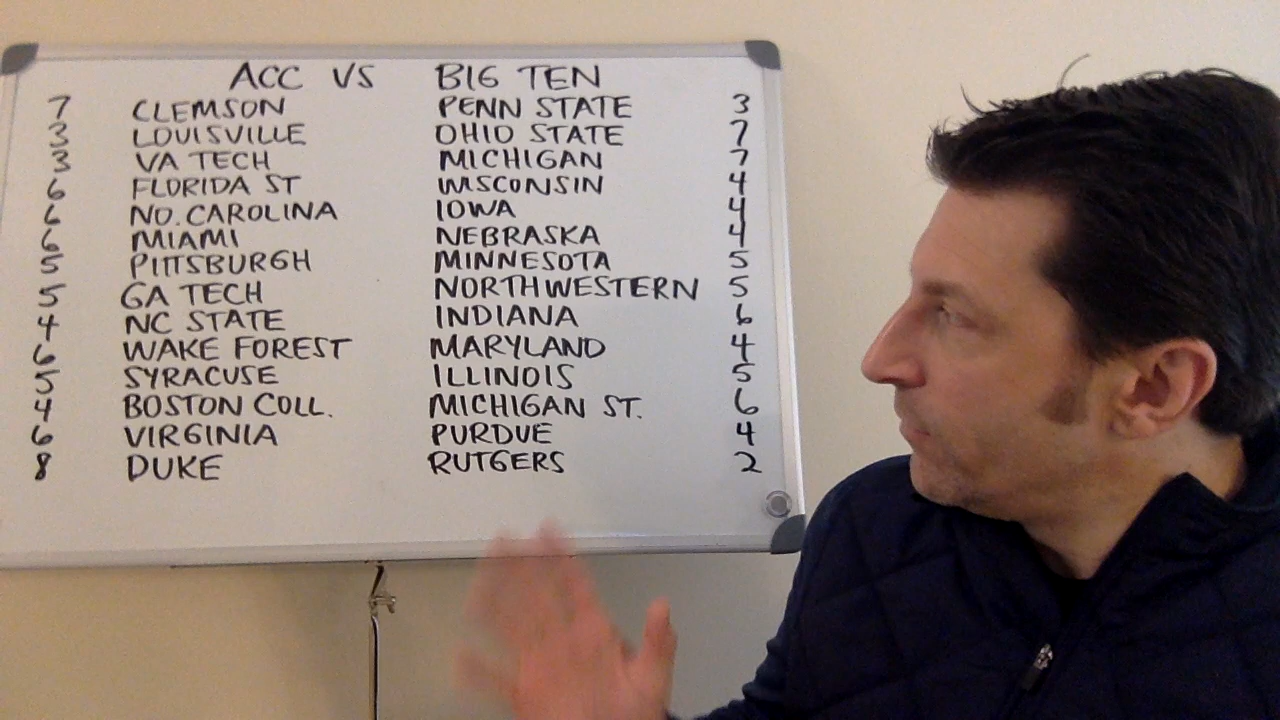 ACC VS BIG TEN
7 CLEMSON PENN STATE 3
3 LOUISVILLE OHIO STATE 7
3 VA TECH MICHIGAN 7
6 FLORIDA ST WISCONSIN 4
6 NO. CAROLINA IOWA 4
6 MIAMI NEBRASKA 4
5 PITTSBURGH MINNESOTA 5
5 GA TECH NORTHWESTERN 5
4 NC STATE INDIANA 6
6 WAKE FOREST MARYLAND 4
5 SYRACUSE ILLINOIS 5
4 BOSTON COLL. MICHIGAN ST. 6
6 VIRGINIA PURDUE 4
8 DUKE RUTGERS 2